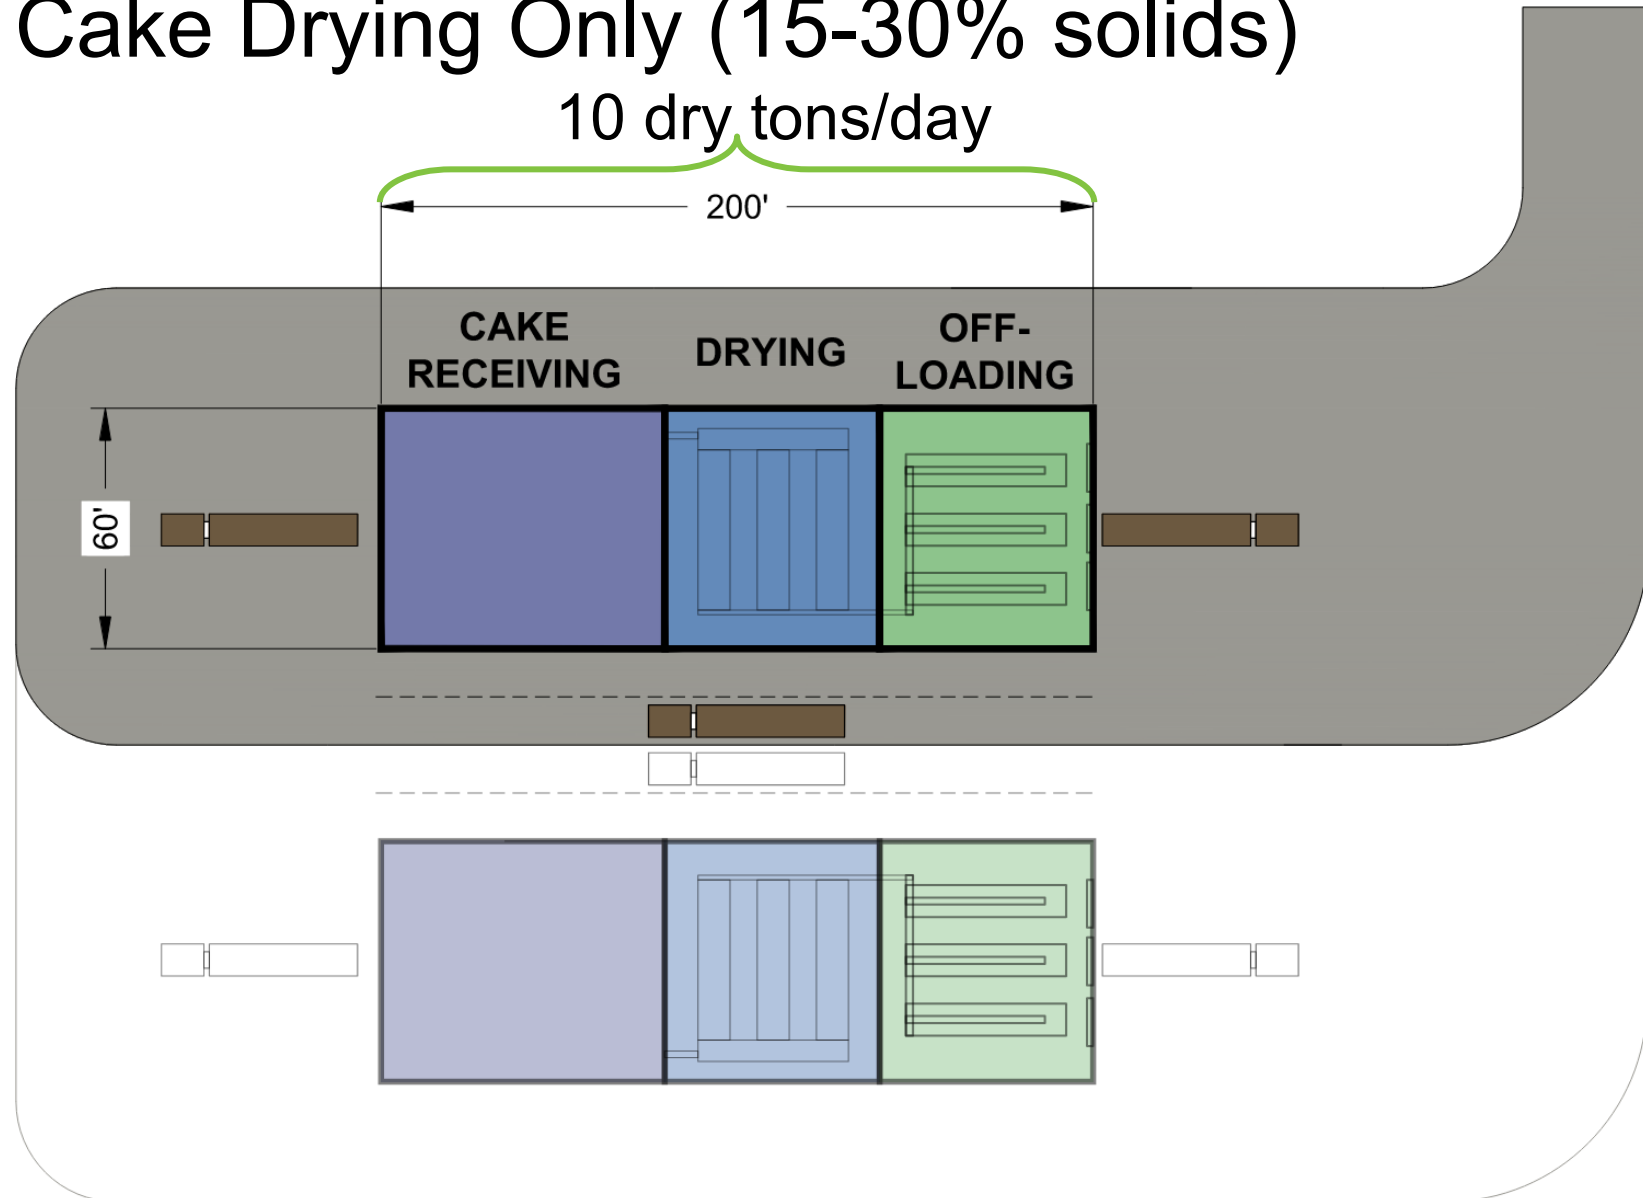 Cake Drying Only (15-30% solids)
10 dry tons/day
200'
CAKE
RECEIVING
DRYING
OFF-
LOADING
60'